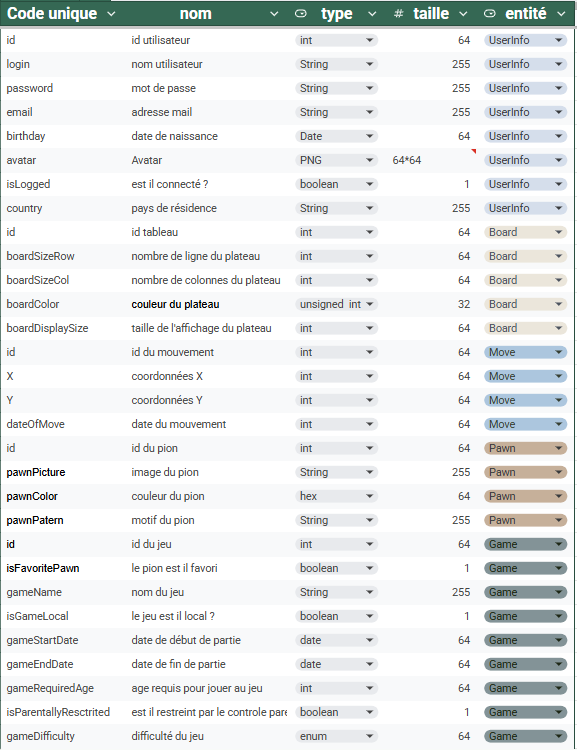 Code unique nom type # taille entité
id id utilisateur int 64 UserInfo
login nom utilisateur String 255 UserInfo
password mot de passe String 255 UserInfo
email adresse mail String 255 UserInfo
birthday date de naissance Date 64 UserInfo
avatar Avatar PNG 64*64 UserInfo
isLogged est il connecté ? boolean 1 UserInfo
country pays de résidence String 255 UserInfo
id id tableau int 64 Board
boardSizeRow nombre de ligne du plateau int 64 Board
boardSizeCol nombre de colonnes du plateau int 64 Board
boardColor couleur du plateau unsigned int 32 Board
boardDisplaySize taille de l'affichage du plateau int 64 Board
id id du mouvement int 64 Move
X coordonnées X int 64 Move
Y coordonnées Y int 64 Move
dateOfMove date du mouvement int 64 Move
id id du pion int 64 Pawn
pawnPicture image du pion String 255 Pawn
pawnColor couleur du pion hex 64 Pawn
pawnPatern motif du pion String 255 Pawn
id id du jeu int 64 Game
isFavoritePawn le pion est il favori boolean 1 Game
gameName nom du jeu String 255 Game
isGameLocal le jeu est il local ? boolean 1 Game
gameStartDate date de début de partie date 64 Game
gameEndDate date de fin de partie date 64 Game
gameRequiredAge age requis pour jouer au jeu int 64 Game
isParentallyResctrited est il restreint par le controle pare boolean 1 Game
gameDifficulty difficulté du jeu enum 64 Game